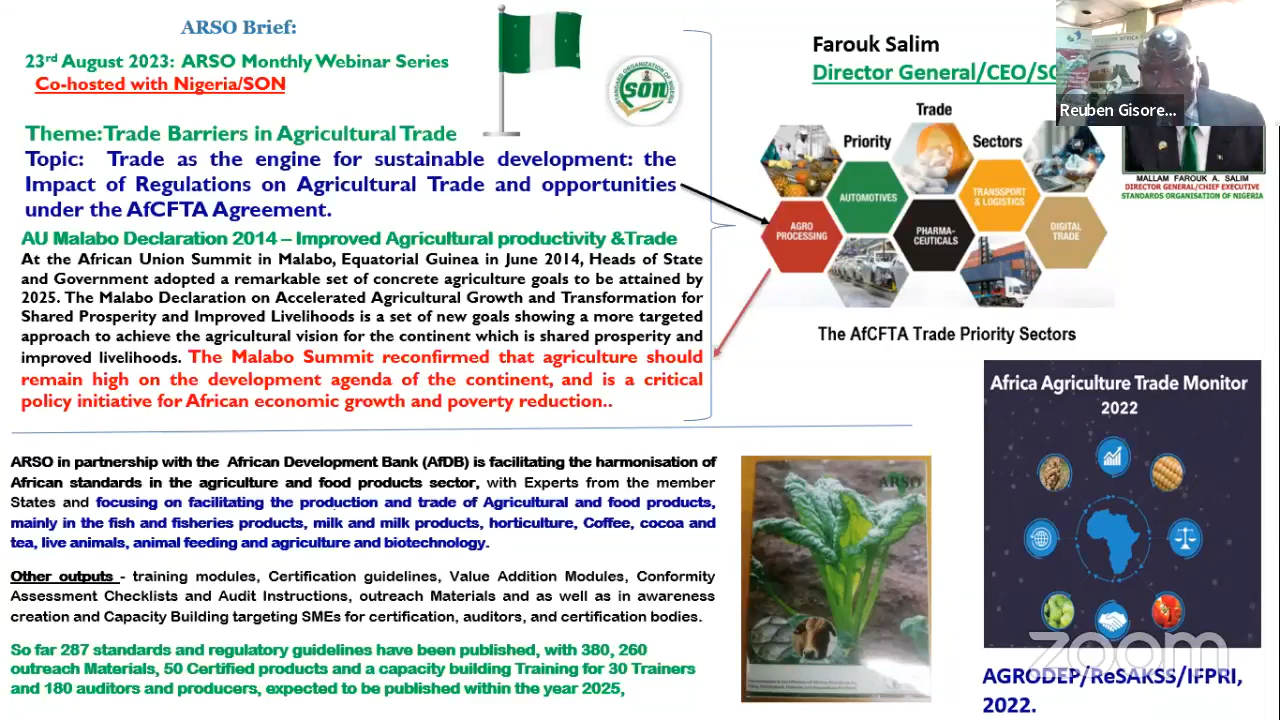 ARSO Brief:
23rd August 2023: ARSO Monthly Webinar Series
Co-hosted with Nigeria/SON
Theme: Trade Barriers in Agricultural Trade
Topic: Trade as the engine for sustainable development: the
Impact of Regulations on Agricultural Trade and opportunities
under the AfCFTA Agreement.
AU Malabo Declaration 2014 – Improved Agricultural productivity &Trade
At the African Union Summit in Malabo, Equatorial Guinea in June 2014, Heads of State
and Government adopted a remarkable set of concrete agriculture goals to be attained by
2025. The Malabo Declaration on Accelerated Agricultural Growth and Transformation for
Shared Prosperity and Improved Livelihoods is a set of new goals showing a more targeted
approach to achieve the agricultural vision for the continent which is shared prosperity and
improved livelihoods. The Malabo Summit reconfirmed that agriculture should
remain high on the development agenda of the continent, and is a critical
policy initiative for African economic growth and poverty reduction..
SON
Farouk Salim
Director General/CEO/SO
Reuben Gisore...
MALLAM FAROUK A. SALIM
DIRECTOR GENERAL/CHIEF EXECUTIVE
STANDARDS ORGANISATION OF NIGERIA
Trade
Priority
Sectors
AUTOMOTIVES
TRANSPORT
& LOGISTICS
AGRO
PROCESSING
PHARMA-
CEUTICALS
DIGITAL
TRADE
The AfCFTA Trade Priority Sectors
ARSO in partnership with the African Development Bank (AfDB) is facilitating the harmonisation of
African standards in the agriculture and food products sector, with Experts from the member
States and focusing on facilitating the production and trade of Agricultural and food products,
mainly in the fish and fisheries products, milk and milk products, horticulture, Coffee, cocoa and
tea, live animals, animal feeding and agriculture and biotechnology.
Other outputs - training modules, Certification guidelines, Value Addition Modules, Conformity
Assessment Checklists and Audit Instructions, outreach Materials and as well as in awareness
creation and Capacity Building targeting SMEs for certification, auditors, and certification bodies.
So far 287 standards and regulatory guidelines have been published, with 380, 260
outreach Materials, 50 Certified products and a capacity building Training for 30 Trainers
and 180 auditors and producers, expected to be published within the year 2025,
ARSO
Africa Agriculture Trade Monitor
2022
zoom
AGRODEP/ReSAKSS/IFPRI,
2022.